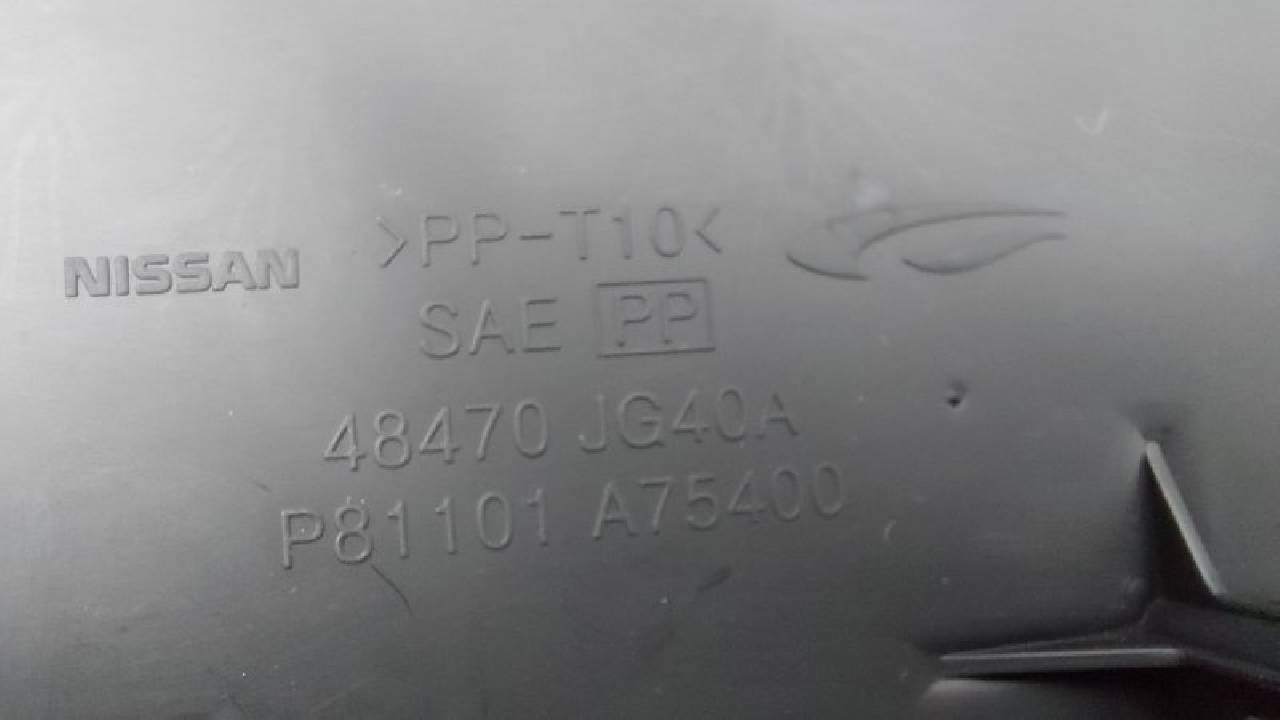 NISSAN
>PP-T10<
SAE PP
48470 JG40A
P81101 A75400